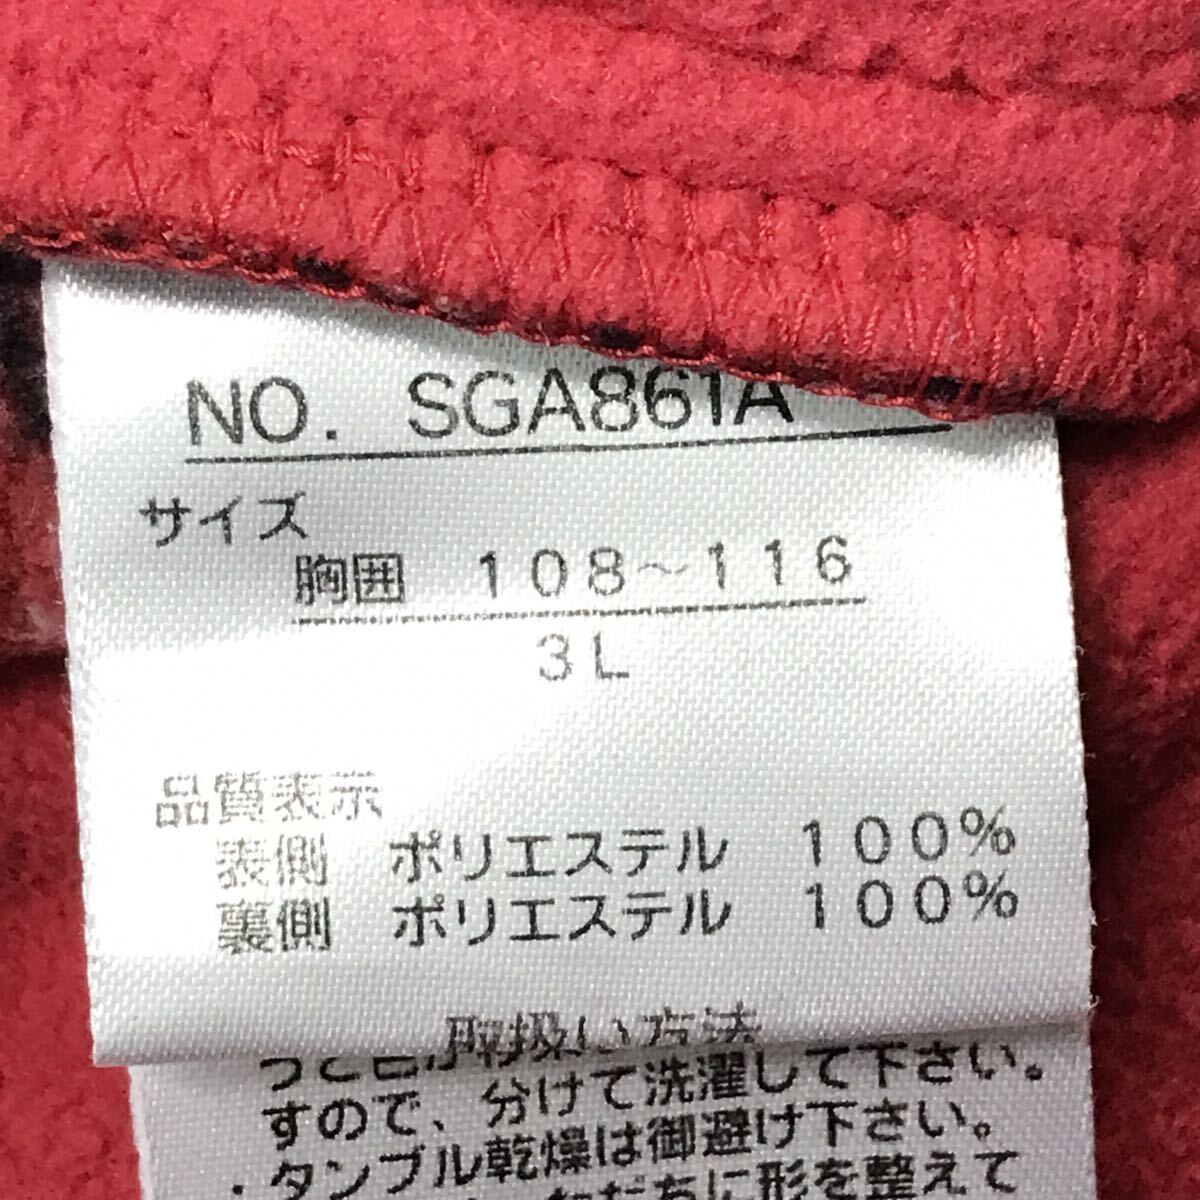 NO. SGA861A
サイズ
胸囲 108～116
3L
品質表示
表側 ポリエステル 100%
裏側 ポリエステル 100%
取扱い方法
すので、分けて洗濯して下さい。
・タンブル乾燥は御避け下さい。
形を整えて